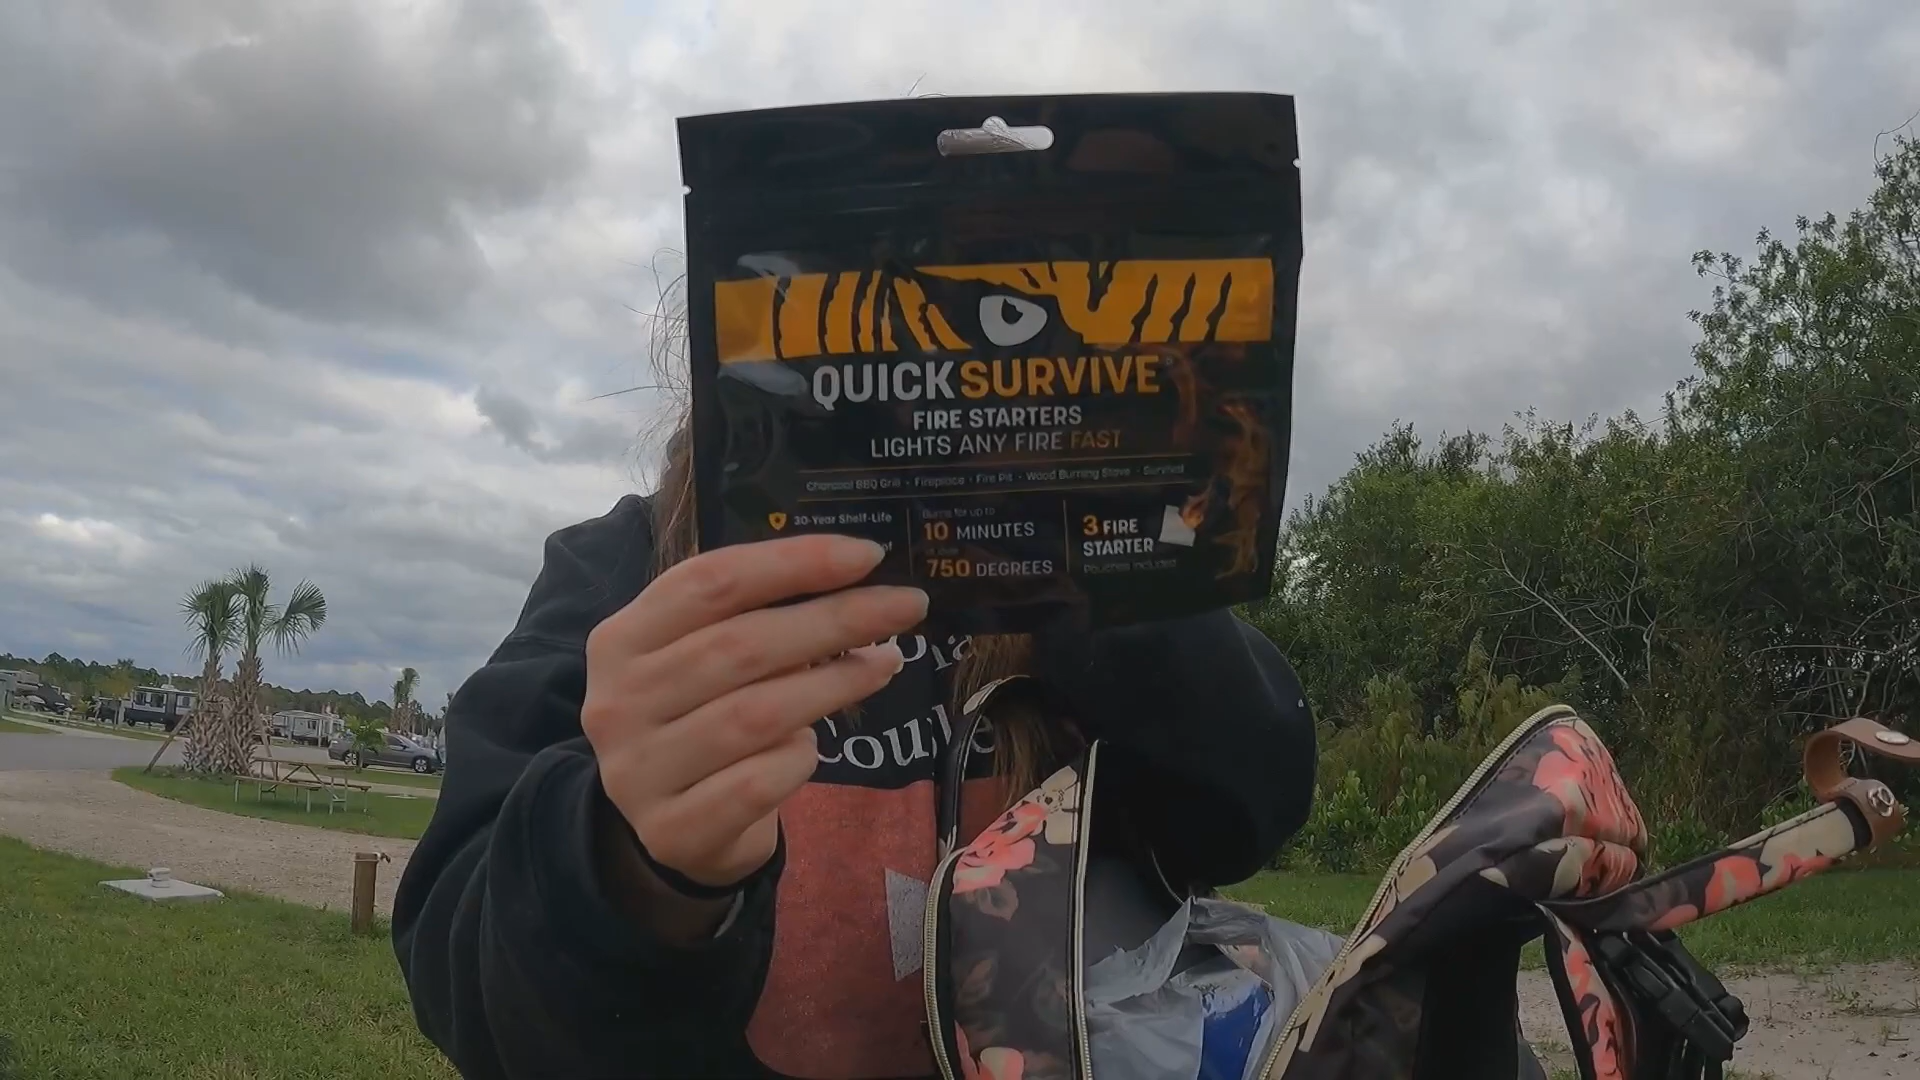 QUICKSURVIVE
FIRE STARTERS
LIGHTS ANY FIRE FAST
Charcoal BBQ Grill · Fireplace · Fire Pit · Wood Burning Stove · Survival
30-Year Shelf-Life
Burns for up to
10 MINUTES
750 DEGREES
3 FIRE
STARTER
Pouches Included